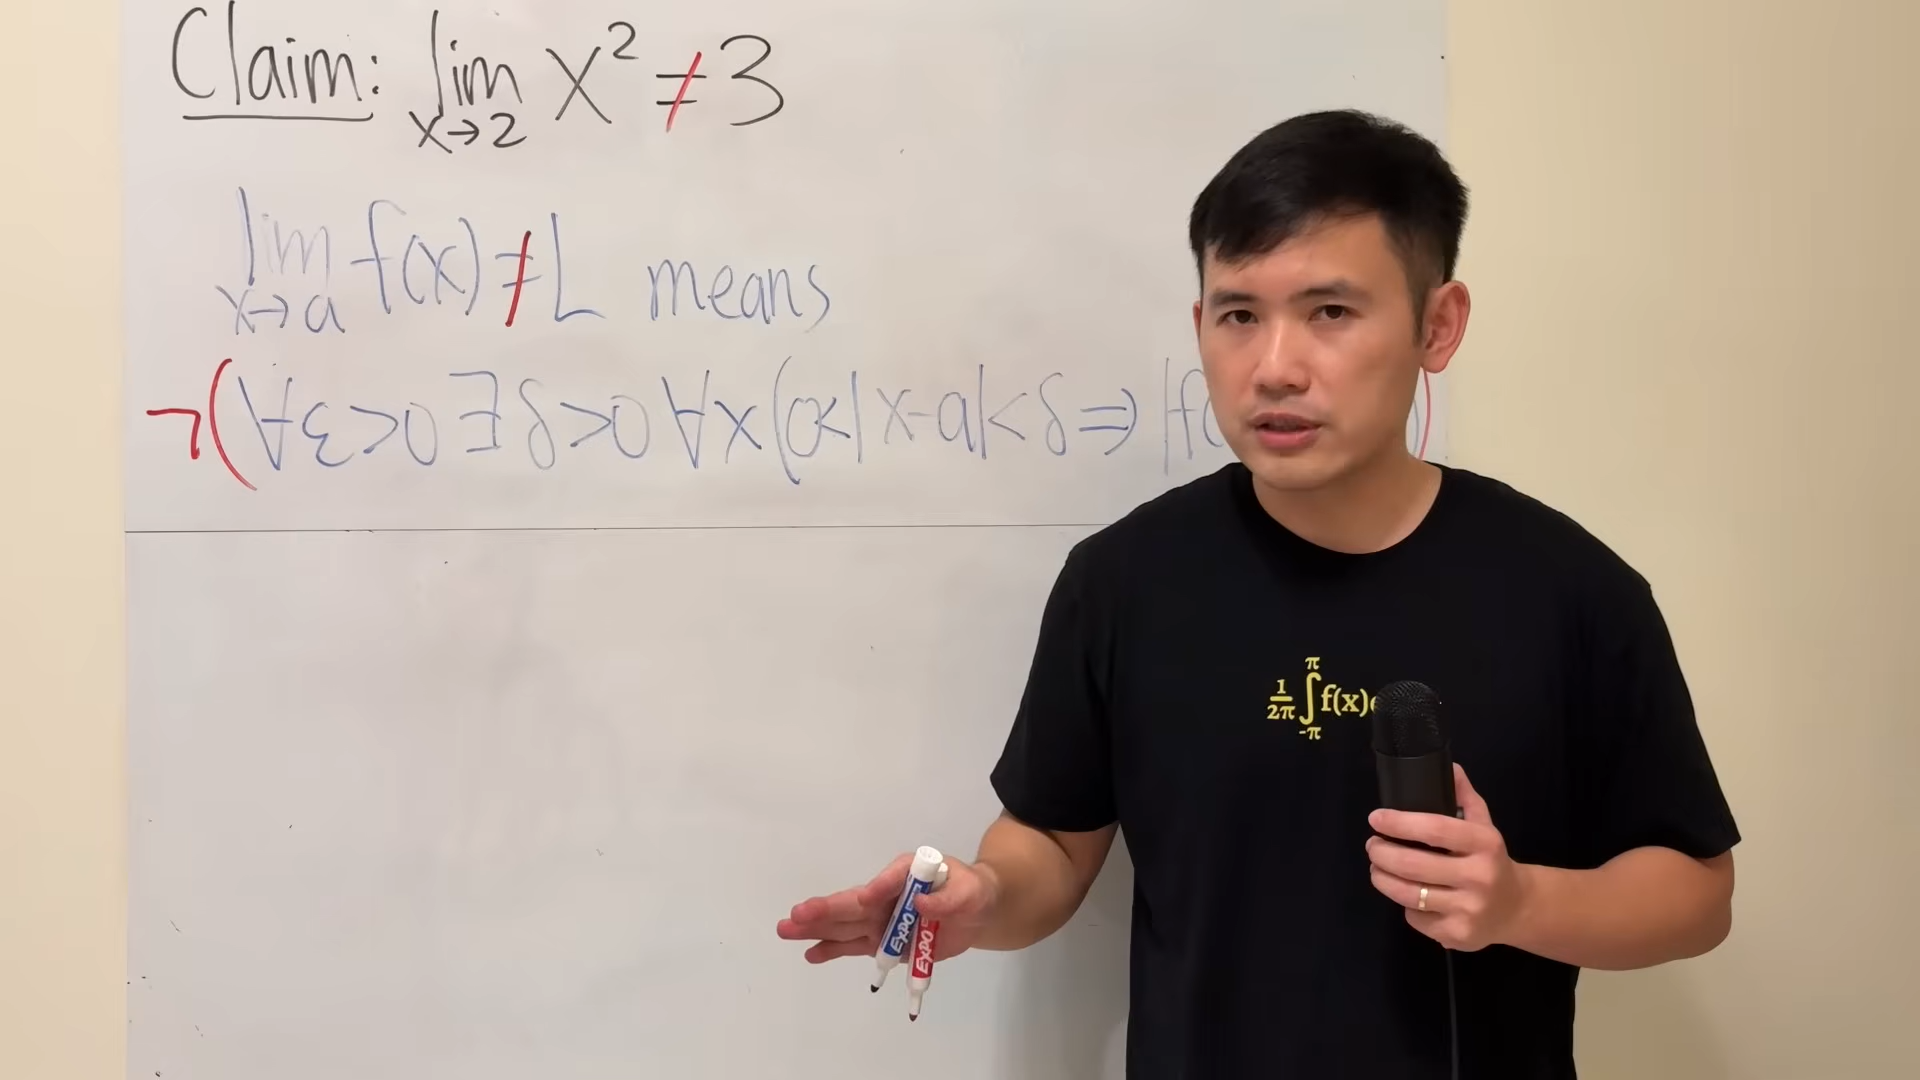 Claim: lim x→2 x² ≠ 3
lim x→a f(x) ≠ L means
¬(∀ε>0 ∃δ>0 ∀x(0<|x-a|<δ ⇒ |f( )
1/2π ∫ π -π f(x)
EXPO
EXPO